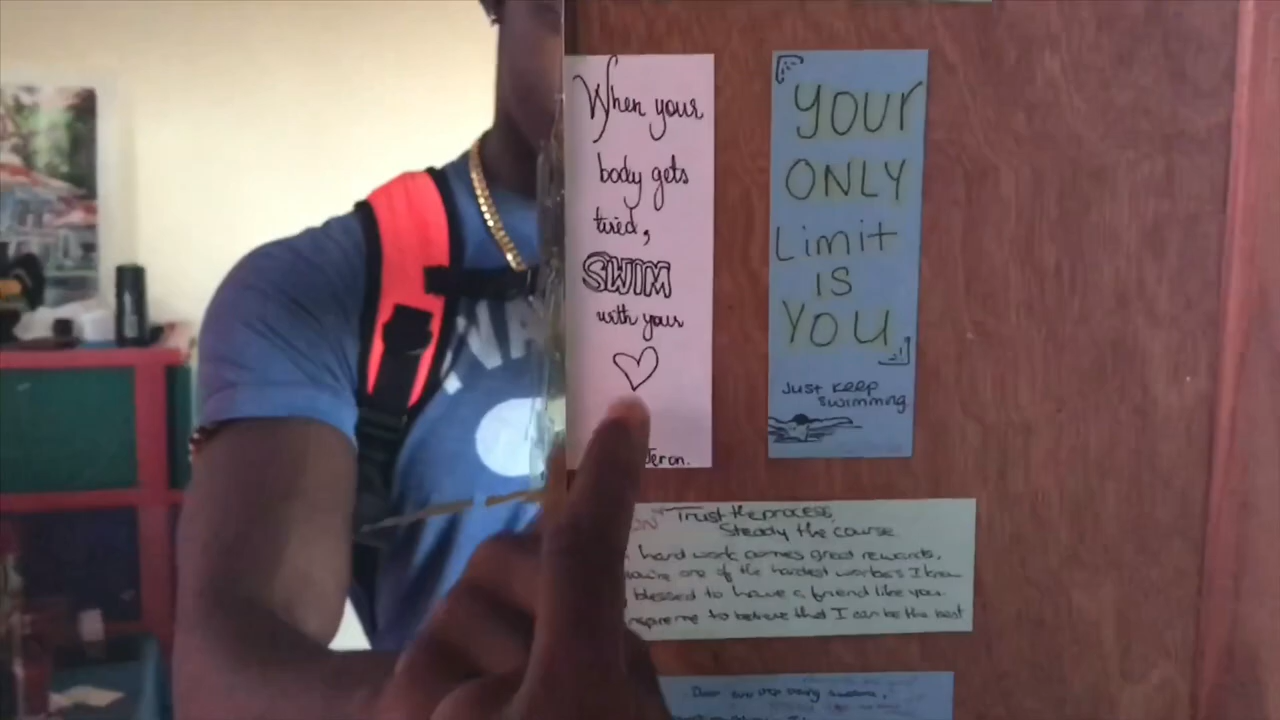 When your
body gets
tired,
SWIM
with your
Jeron.
YOUR
ONLY
Limit
IS
YOU
Just keep
swimming
Trust the process,
Steady the course
hard work comes great rewards.
one of the hardest workers I know
blessed to have a friend like you.
me to believe that I can be the best